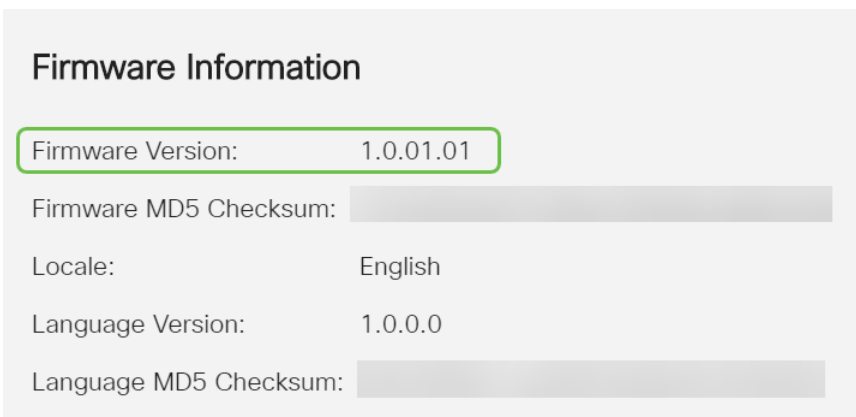 Firmware Information
Firmware Version: 1.0.01.01
Firmware MD5 Checksum:
Locale: English
Language Version: 1.0.0.0
Language MD5 Checksum: